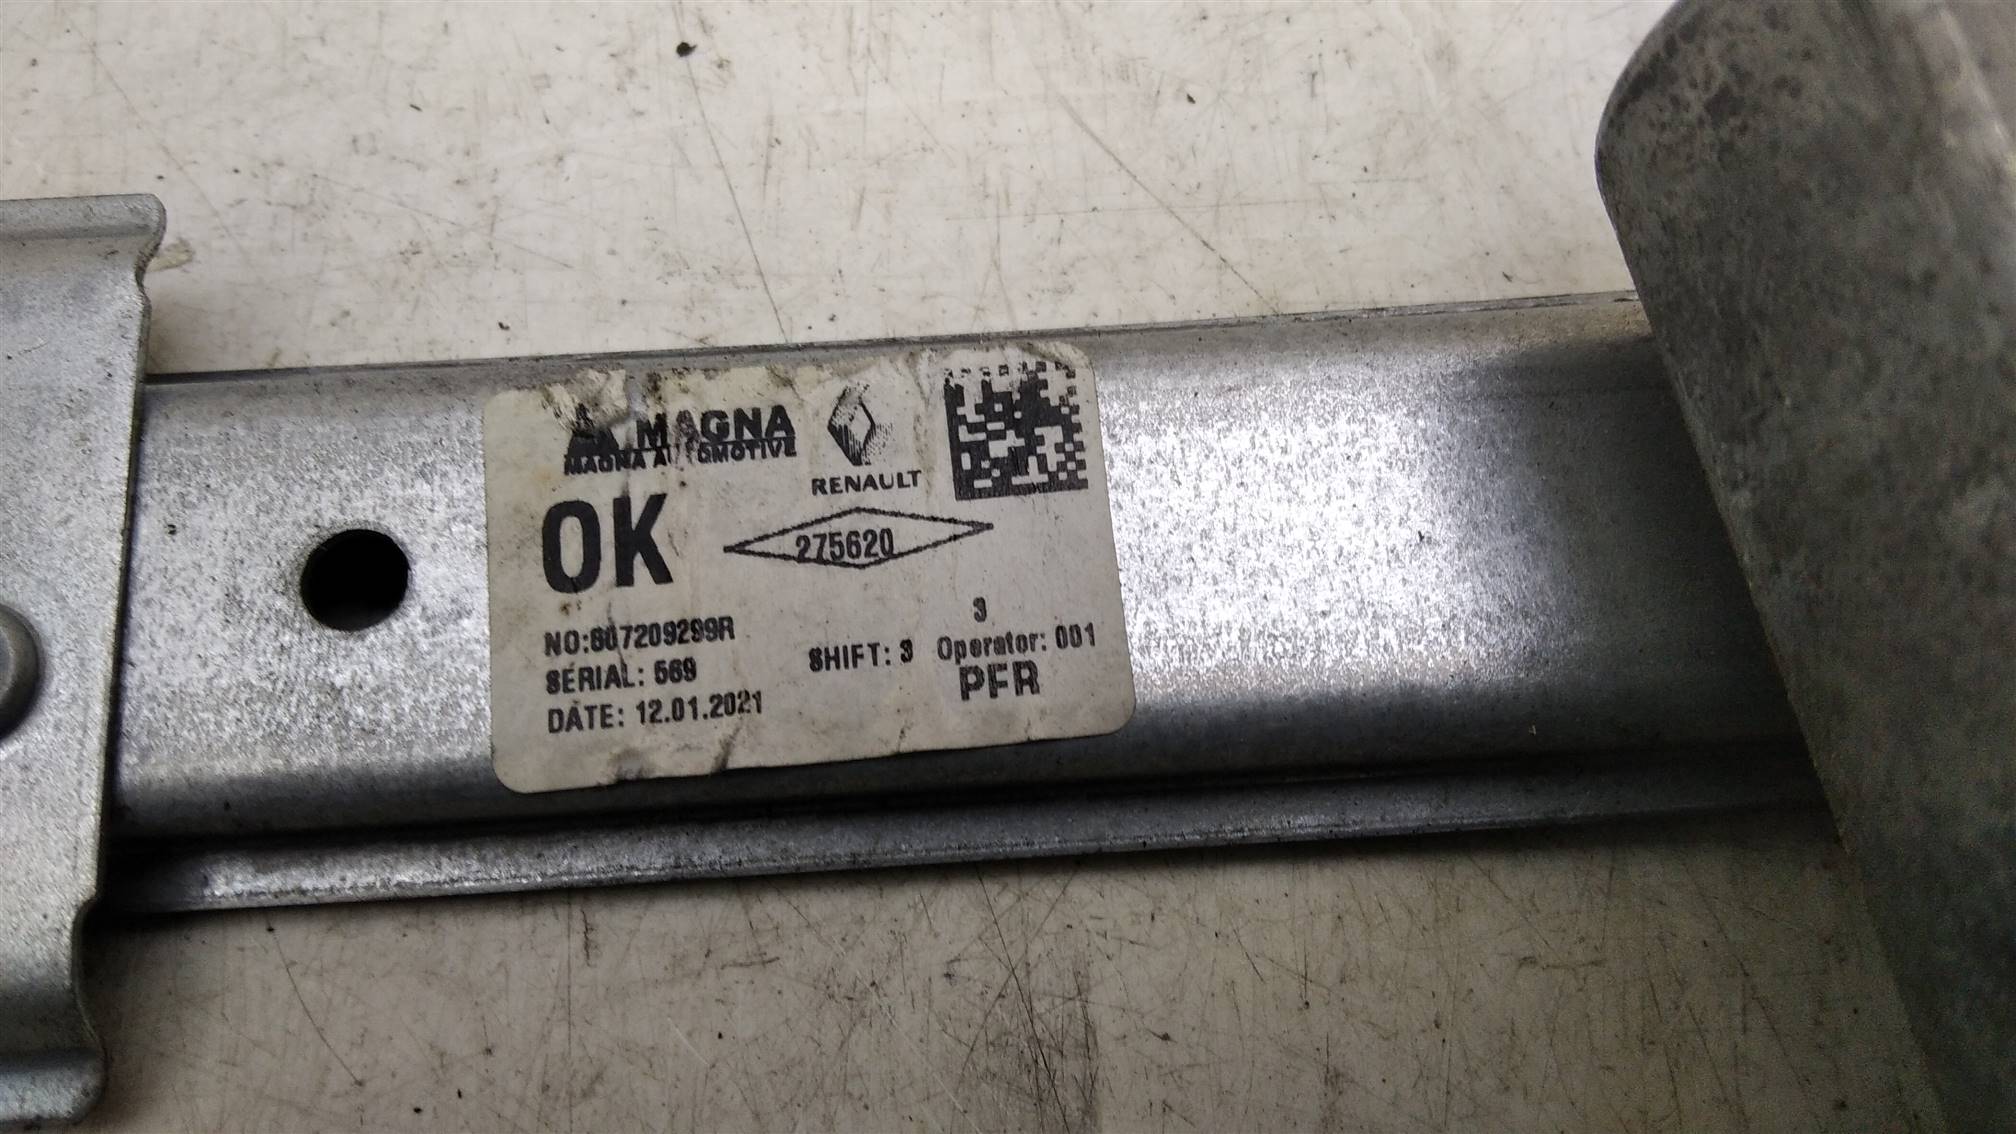 MAGNA
MAGNA AUTOMOTIVE
RENAULT
OK
275620
NO:807209299R
SERIAL: 569
DATE: 12.01.2021
SHIFT: 3
3
Operator: 001
PFR